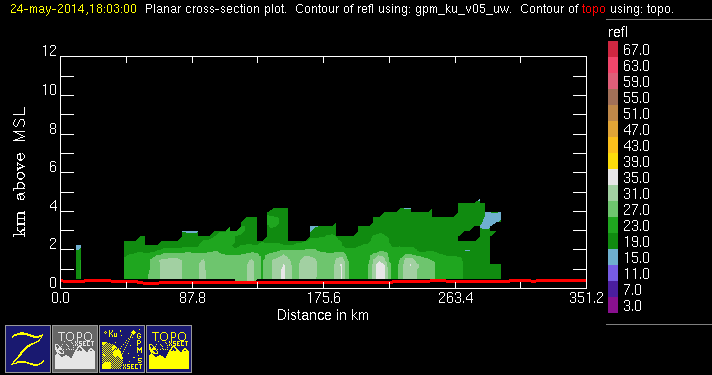 24-may-2014,18:03:00 Planar cross-section plot. Contour of refl using: gpm_ku_v05_uw. Contour of topo using: topo.
refl
67.0
63.0
59.0
55.0
51.0
47.0
43.0
39.0
35.0
31.0
27.0
23.0
19.0
15.0
11.0
7.0
3.0
km above MSL
12
10
8
6
4
2
0
0.0 87.8 175.6 263.4 351.2
Distance in km
Z
TOPO XSECT
"Ku" GPM XSECT
TOPO XSECT